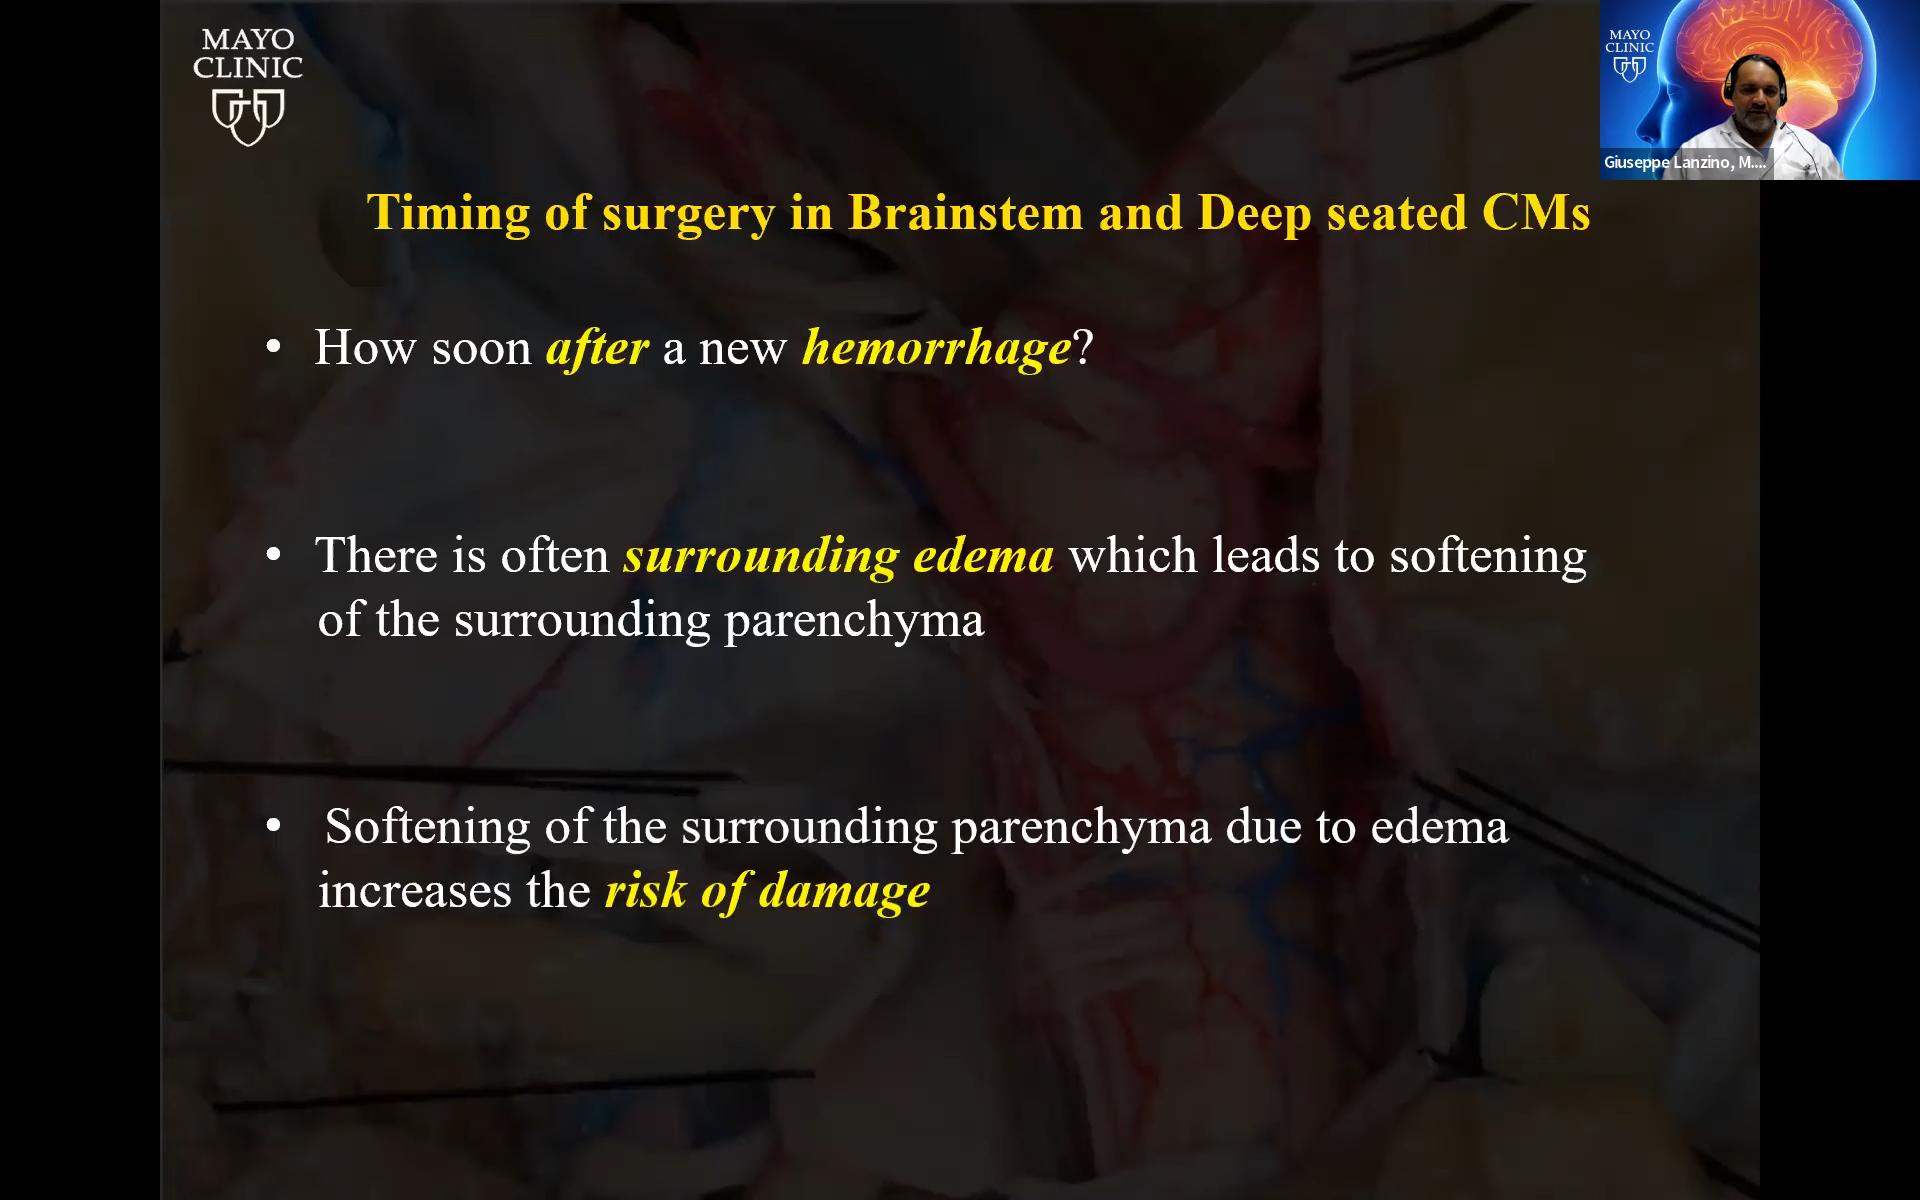 MAYO
CLINIC
MAYO
CLINIC
Giuseppe Lanzino, M....
Timing of surgery in Brainstem and Deep seated CMs
• How soon after a new hemorrhage?
• There is often surrounding edema which leads to softening
of the surrounding parenchyma
• Softening of the surrounding parenchyma due to edema
increases the risk of damage